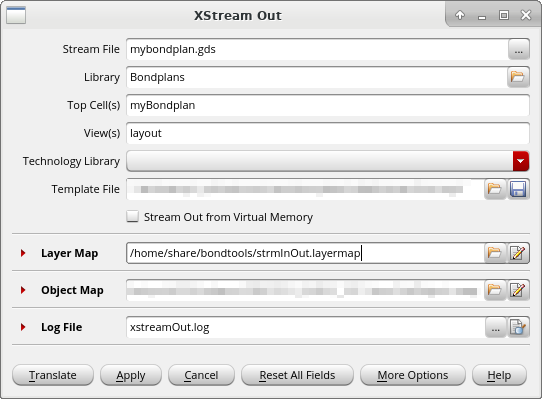 XStream Out
Stream File mybondplan.gds ...
Library Bondplans
Top Cell(s) myBondplan
View(s) layout
Technology Library
Template File
Stream Out from Virtual Memory
Layer Map /home/share/bondtools/strmInOut.layermap
Object Map
Log File xstreamOut.log ...
Translate Apply Cancel Reset All Fields More Options Help